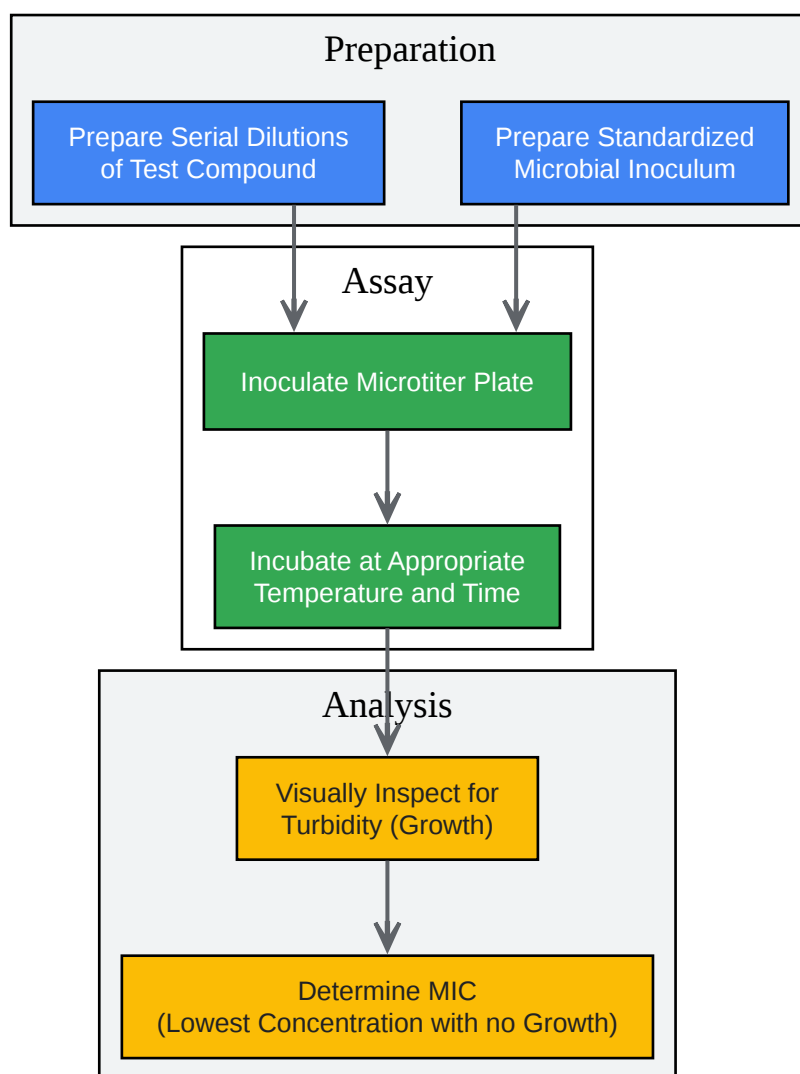 Preparation
Prepare Serial Dilutions
of Test Compound
Prepare Standardized
Microbial Inoculum
Assay
Inoculate Microtiter Plate
Incubate at Appropriate
Temperature and Time
Analysis
Visually Inspect for
Turbidity (Growth)
Determine MIC
(Lowest Concentration with no Growth)